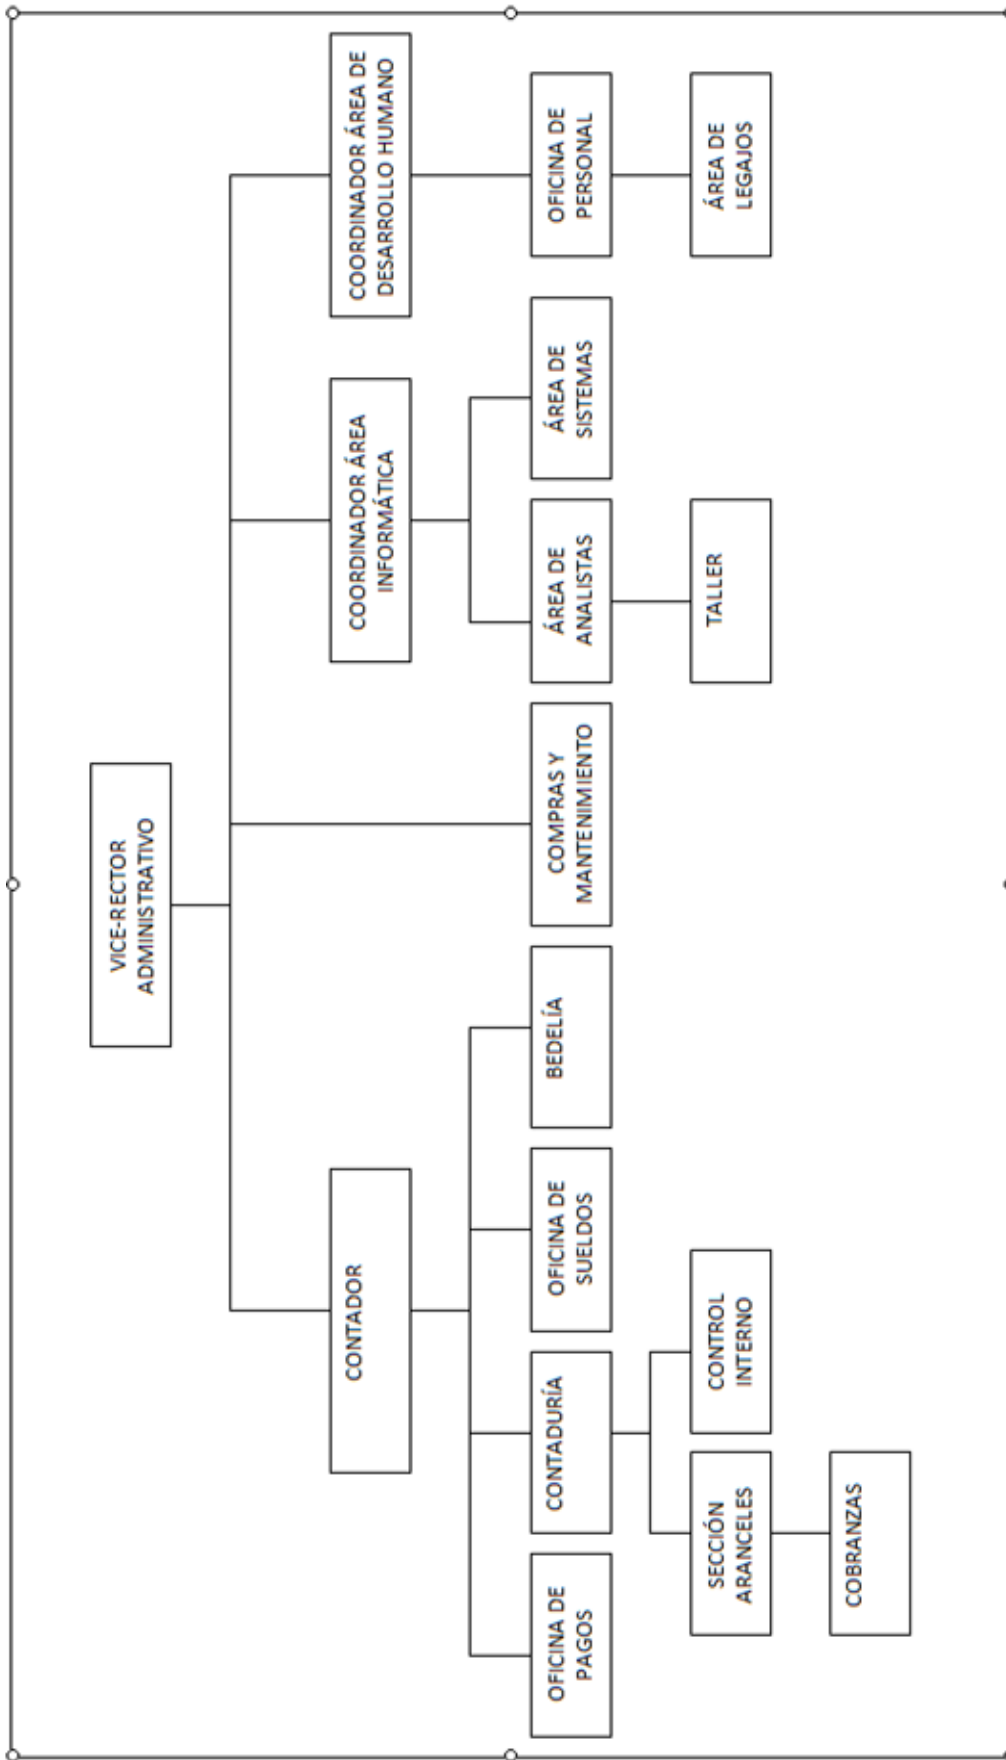 VICE-RECTOR
ADMINISTRATIVO
CONTADOR
COORDINADOR ÁREA
INFORMÁTICA
COORDINADOR ÁREA DE
DESARROLLO HUMANO
OFICINA DE
PAGOS
CONTADURÍA
OFICINA DE
SUELDOS
BEDELÍA
COMPRAS Y
MANTENIMIENTO
ÁREA DE
ANALISTAS
ÁREA DE
SISTEMAS
OFICINA DE
PERSONAL
SECCIÓN
ARANCELES
CONTROL
INTERNO
TALLER
ÁREA DE
LEGAJOS
COBRANZAS